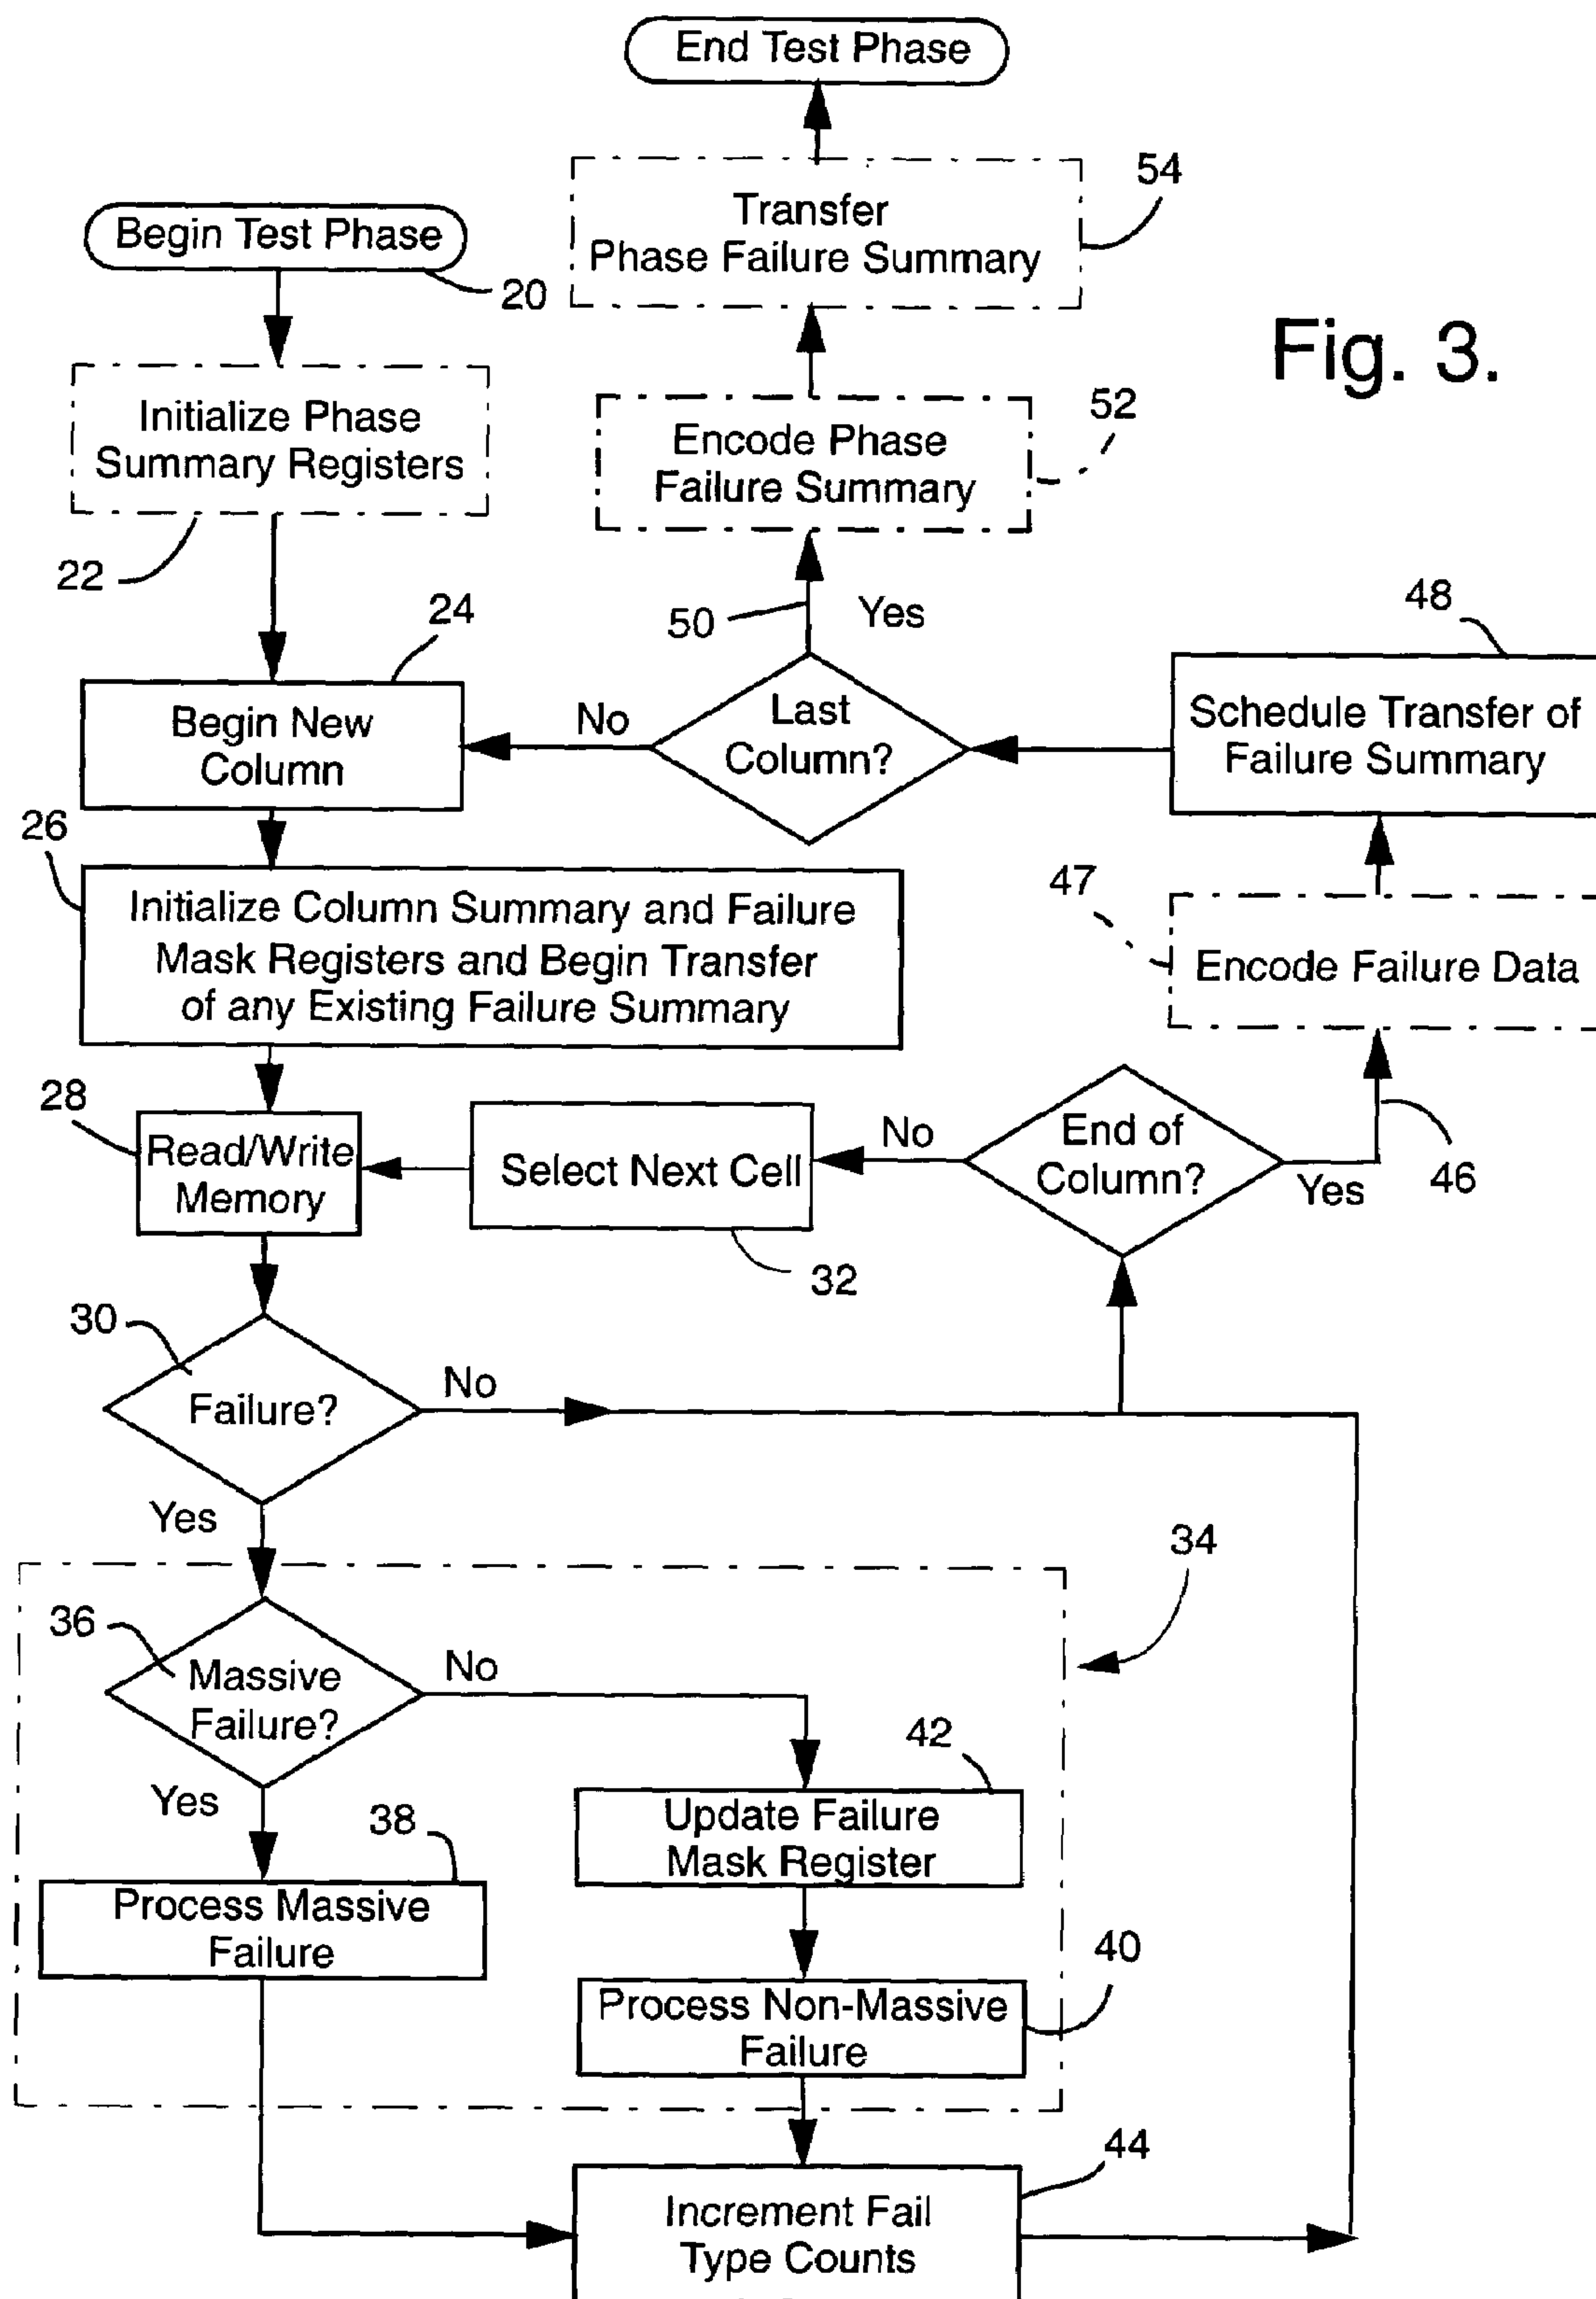 End Test Phase
54
Transfer
Phase Failure Summary
Begin Test Phase
20
Fig. 3.
Initialize Phase
Summary Registers
22
52
Encode Phase
Failure Summary
50
Yes
24
48
Begin New
Column
No
Last
Column?
Schedule Transfer of
Failure Summary
26
Initialize Column Summary and Failure
Mask Registers and Begin Transfer
of any Existing Failure Summary
47
Encode Failure Data
28
Read/Write
Memory
Select Next Cell
No
End of
Column?
Yes
46
32
30
Failure?
No
Yes
34
36
Massive
Failure?
No
Yes
42
Update Failure
Mask Register
38
Process Massive
Failure
40
Process Non-Massive
Failure
44
Increment Fail
Type Counts